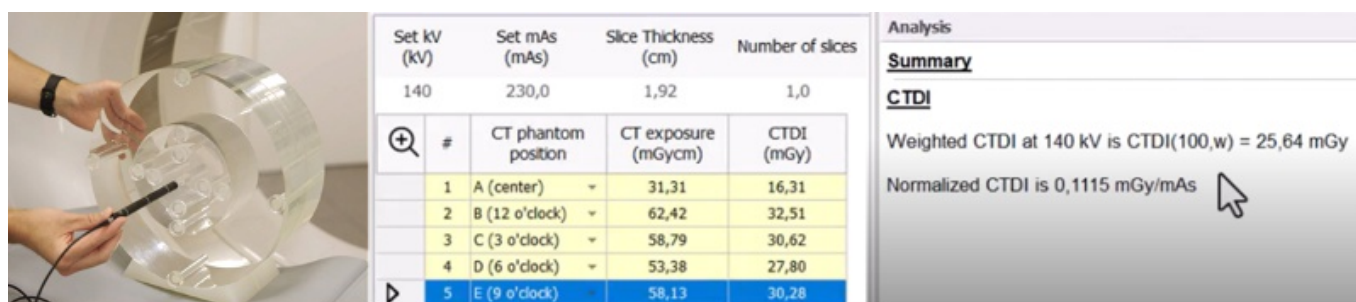 Set kV Set mAs Slice Thickness Number of slices
(kV) (mAs) (cm)
140 230,0 1,92 1,0
# CT phantom position CT exposure (mGycm) CTDI (mGy)
1 A (center) 31,31 16,31
2 B (12 o'clock) 62,42 32,51
3 C (3 o'clock) 58,79 30,62
4 D (6 o'clock) 53,38 27,80
5 E (9 o'clock) 58,13 30,28
Analysis
Summary
CTDI
Weighted CTDI at 140 kV is CTDI(100,w) = 25,64 mGy
Normalized CTDI is 0,1115 mGy/mAs